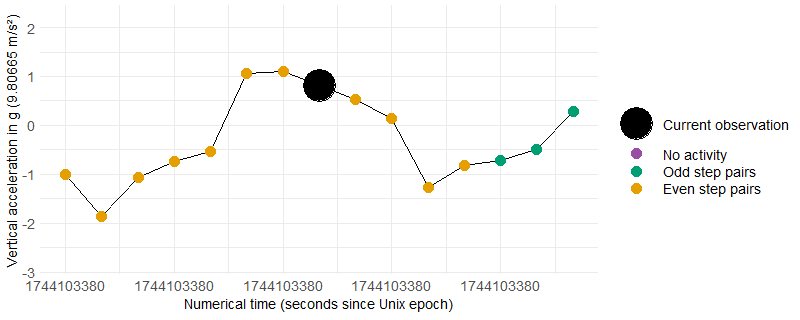 Vertical acceleration in g (9.80665 m/s²)
2
1
0
-1
-2
-3
1744103380 1744103380 1744103380 1744103380 1744103380
Numerical time (seconds since Unix epoch)
Current observation
No activity
Odd step pairs
Even step pairs